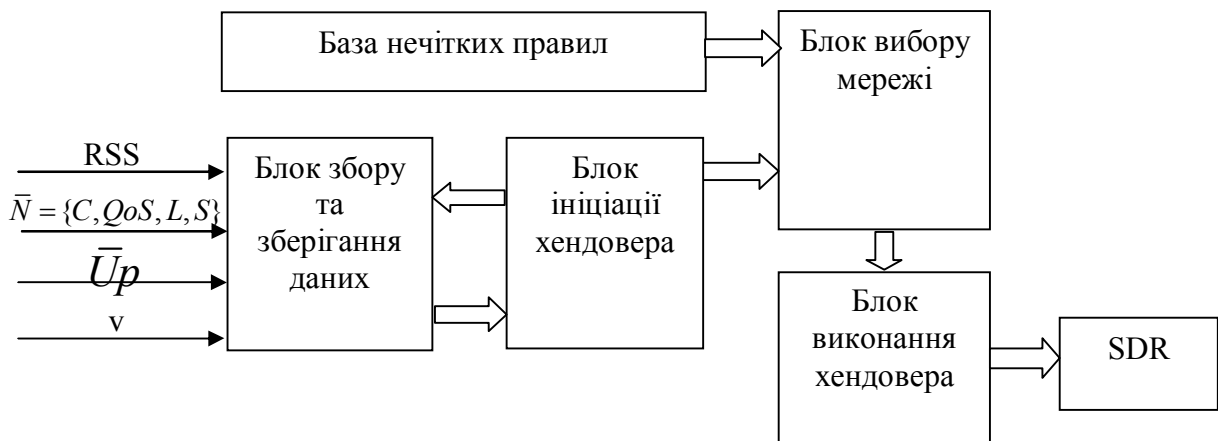 База нечітких правил
Блок вибору
мережі
RSS
N̅ = {C, QoS, L, S}
U̅p
v
Блок збору
та
зберігання
даних
Блок
ініціації
хендовера
Блок
виконання
хендовера
SDR